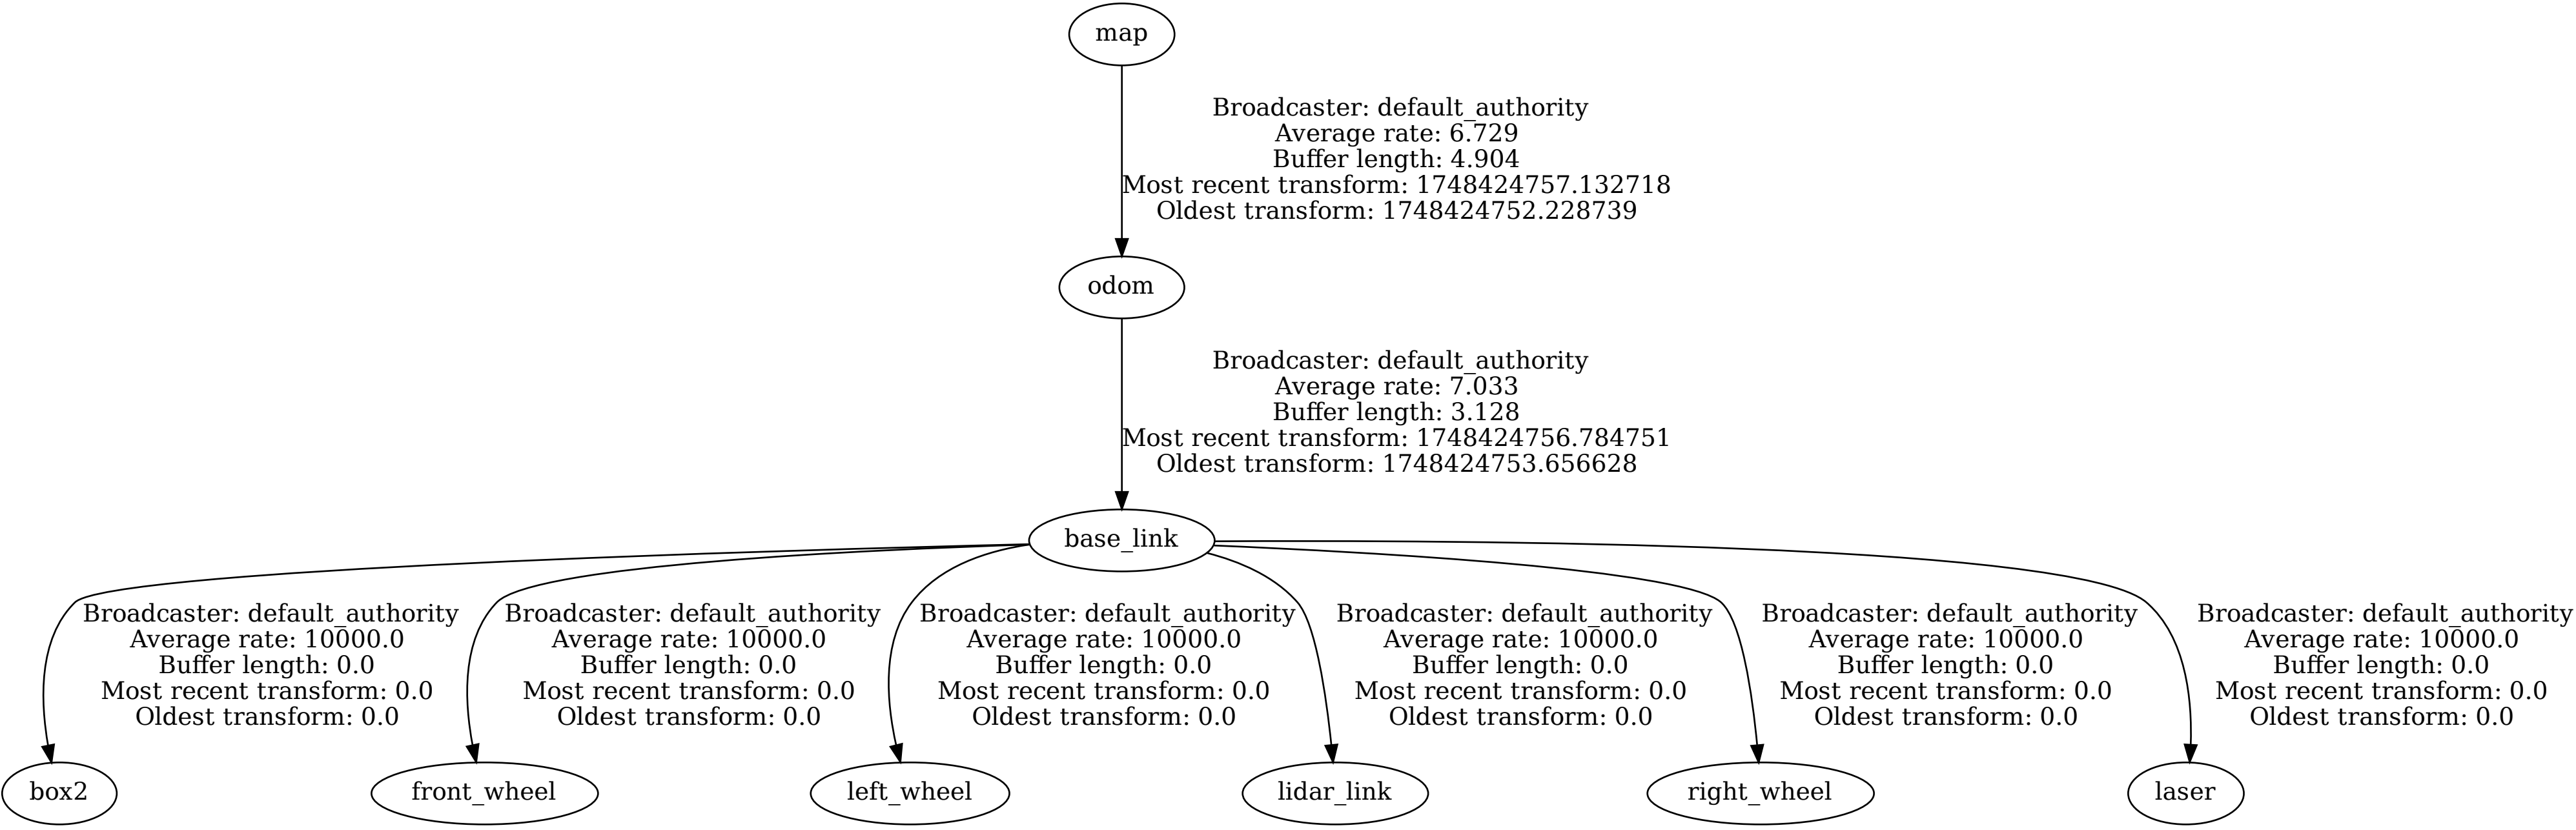 map
Broadcaster: default_authority
Average rate: 6.729
Buffer length: 4.904
Most recent transform: 1748424757.132718
Oldest transform: 1748424752.228739
odom
Broadcaster: default_authority
Average rate: 7.033
Buffer length: 3.128
Most recent transform: 1748424756.784751
Oldest transform: 1748424753.656628
base_link
Broadcaster: default_authority
Average rate: 10000.0
Buffer length: 0.0
Most recent transform: 0.0
Oldest transform: 0.0
Broadcaster: default_authority
Average rate: 10000.0
Buffer length: 0.0
Most recent transform: 0.0
Oldest transform: 0.0
Broadcaster: default_authority
Average rate: 10000.0
Buffer length: 0.0
Most recent transform: 0.0
Oldest transform: 0.0
Broadcaster: default_authority
Average rate: 10000.0
Buffer length: 0.0
Most recent transform: 0.0
Oldest transform: 0.0
Broadcaster: default_authority
Average rate: 10000.0
Buffer length: 0.0
Most recent transform: 0.0
Oldest transform: 0.0
Broadcaster: default_authority
Average rate: 10000.0
Buffer length: 0.0
Most recent transform: 0.0
Oldest transform: 0.0
box2
front_wheel
left_wheel
lidar_link
right_wheel
laser